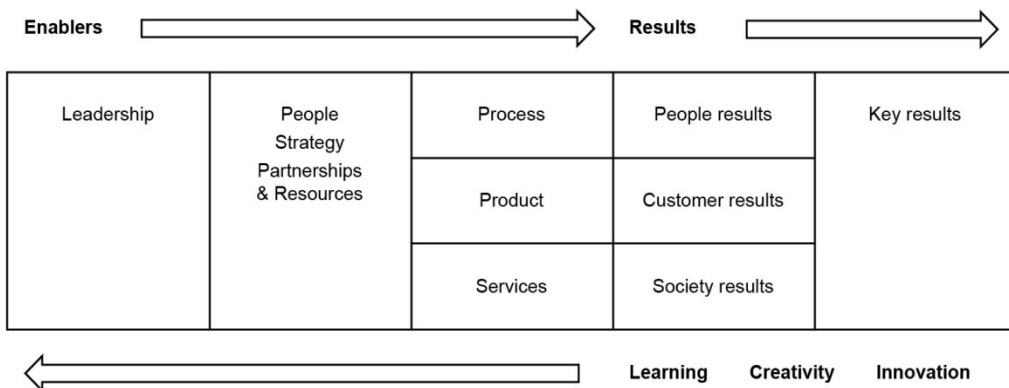 Enablers
Results
Leadership
People
Strategy
Partnerships
& Resources
Process
Product
Services
People results
Customer results
Society results
Key results
Learning Creativity Innovation